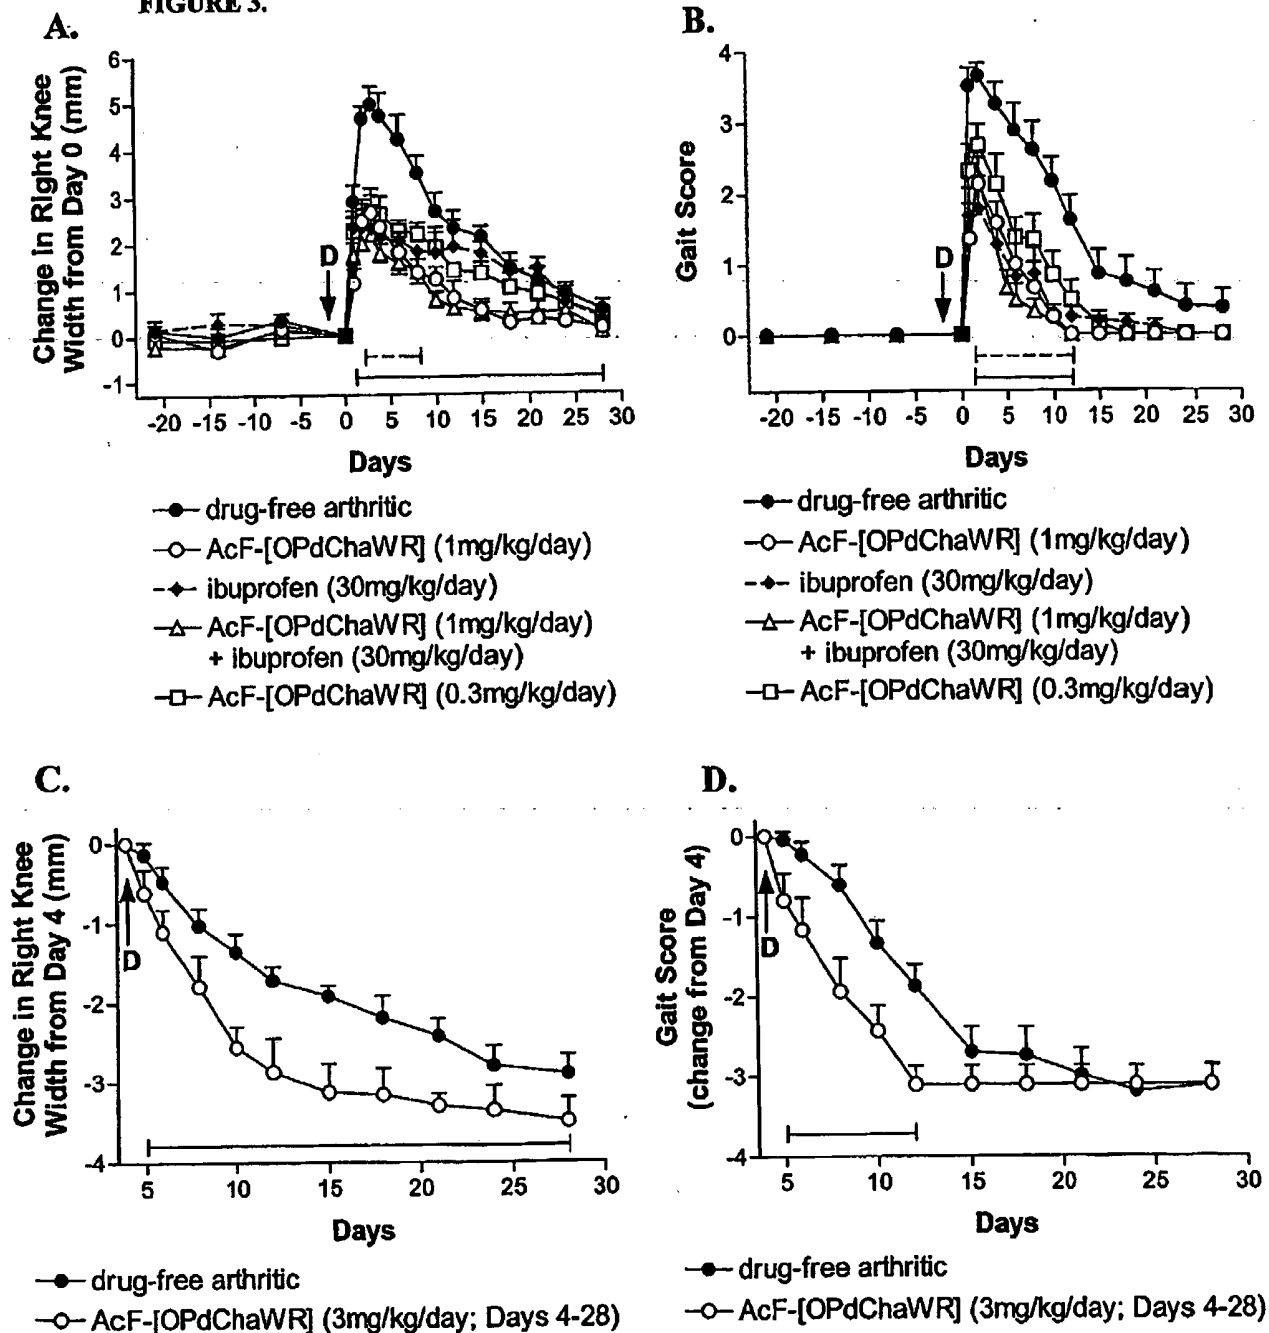 FIGURE 3.
A.
Change in Right Knee
Width from Day 0 (mm)
6
5
4
3
2
1
0
-1
D
-20 -15 -10 -5 0 5 10 15 20 25 30
Days
drug-free arthritic
AcF-[OPdChaWR] (1mg/kg/day)
ibuprofen (30mg/kg/day)
AcF-[OPdChaWR] (1mg/kg/day)
+ ibuprofen (30mg/kg/day)
AcF-[OPdChaWR] (0.3mg/kg/day)
B.
Gait Score
4
3
2
1
0
D
-20 -15 -10 -5 0 5 10 15 20 25 30
Days
drug-free arthritic
AcF-[OPdChaWR] (1mg/kg/day)
ibuprofen (30mg/kg/day)
AcF-[OPdChaWR] (1mg/kg/day)
+ ibuprofen (30mg/kg/day)
AcF-[OPdChaWR] (0.3mg/kg/day)
C.
Change in Right Knee
Width from Day 4 (mm)
0
-1
-2
-3
-4
D
5 10 15 20 25 30
Days
drug-free arthritic
AcF-[OPdChaWR] (3mg/kg/day; Days 4-28)
D.
Gait Score
(change from Day 4)
0
-1
-2
-3
-4
D
5 10 15 20 25 30
Days
drug-free arthritic
AcF-[OPdChaWR] (3mg/kg/day; Days 4-28)